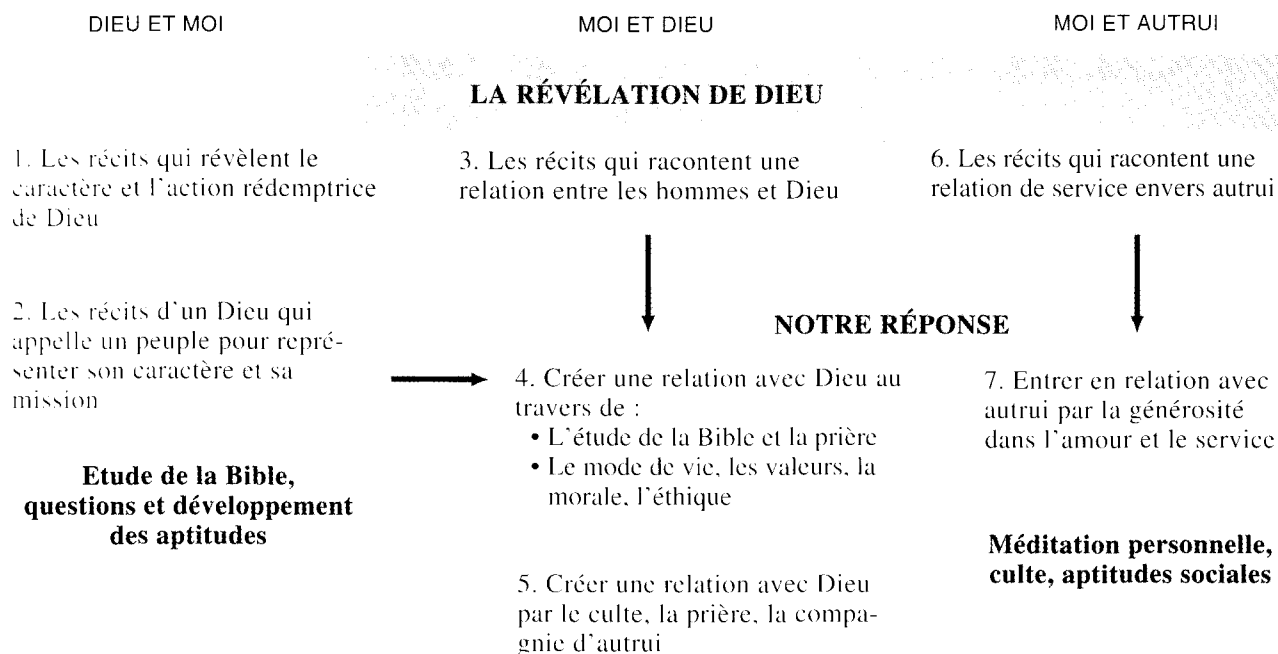 DIEU ET MOI
MOI ET DIEU
MOI ET AUTRUI
LA RÉVÉLATION DE DIEU
1. Les récits qui révèlent le
caractère et l'action rédemptrice
de Dieu
2. Les récits d'un Dieu qui
appelle un peuple pour repré-
senter son caractère et sa
mission
Etude de la Bible,
questions et développement
des aptitudes
3. Les récits qui racontent une
relation entre les hommes et Dieu
NOTRE RÉPONSE
4. Créer une relation avec Dieu au
travers de :
• L'étude de la Bible et la prière
• Le mode de vie, les valeurs, la
morale, l'éthique
5. Créer une relation avec Dieu
par le culte, la prière, la compa-
gnie d'autrui
6. Les récits qui racontent une
relation de service envers autrui
7. Entrer en relation avec
autrui par la générosité
dans l'amour et le service
Méditation personnelle,
culte, aptitudes sociales